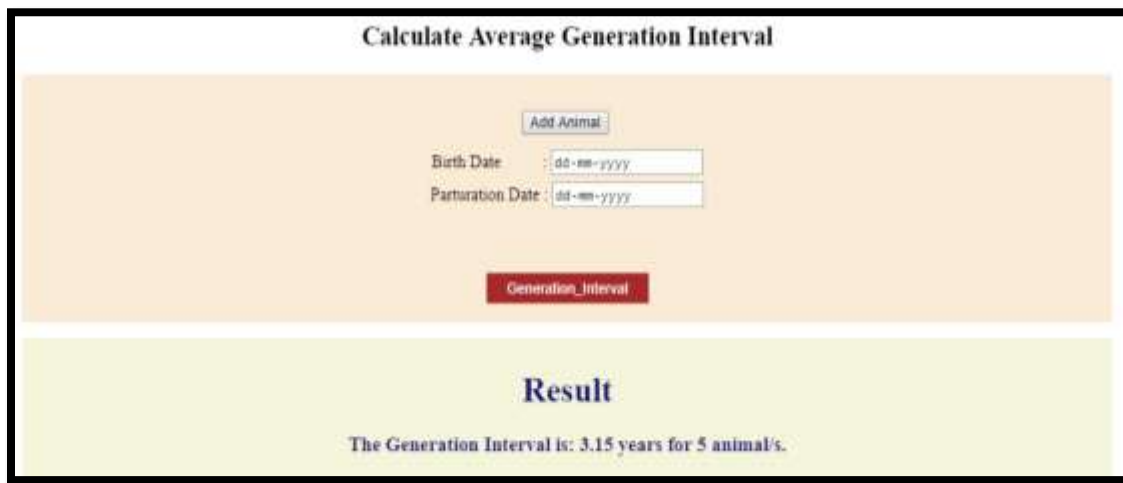 Calculate Average Generation Interval
Add Animal
Birth Date : dd-mm-yyyy
Parturation Date : dd-mm-yyyy
Generation_Interval
Result
The Generation Interval is: 3.15 years for 5 animal/s.